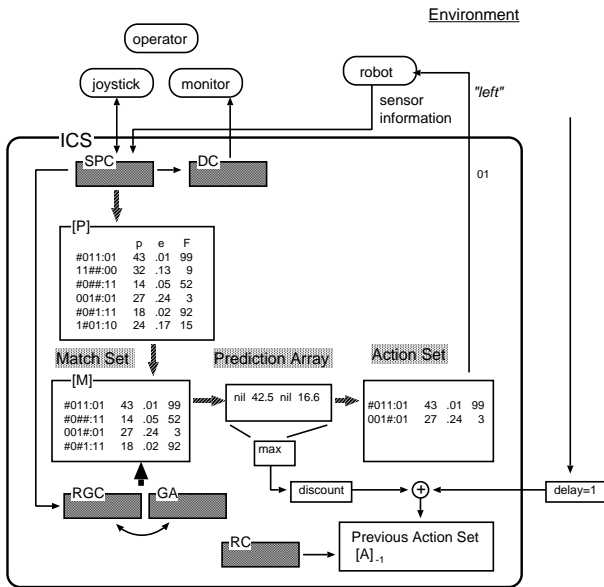 Environment
operator
joystick
monitor
robot
"left"
sensor
information
ICS
SPC
DC
01
[P]
p e F
#011:01 43 .01 99
11##:00 32 .13 9
#0##:11 14 .05 52
001#:01 27 .24 3
#0#1:11 18 .02 92
1#01:10 24 .17 15
Match Set
Prediction Array
Action Set
[M]
#011:01 43 .01 99
#0##:11 14 .05 52
001#:01 27 .24 3
#0#1:11 18 .02 92
nil 42.5 nil 16.6
#011:01 43 .01 99
001#:01 27 .24 3
max
RGC
GA
discount
+
delay=1
RC
Previous Action Set
[A]-1